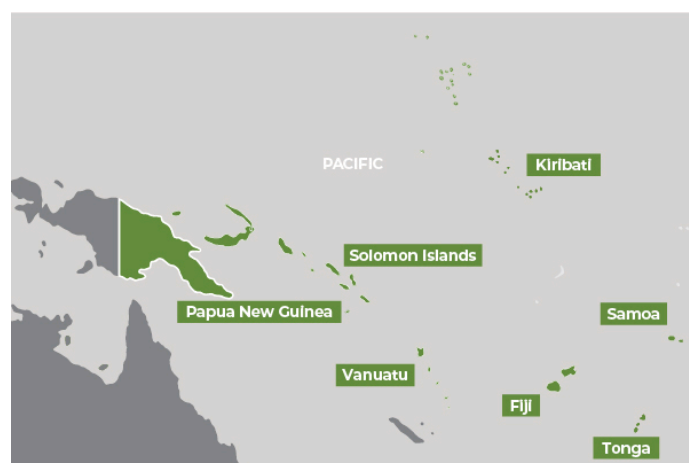 PACIFIC
Kiribati
Solomon Islands
Papua New Guinea
Samoa
Vanuatu
Fiji
Tonga